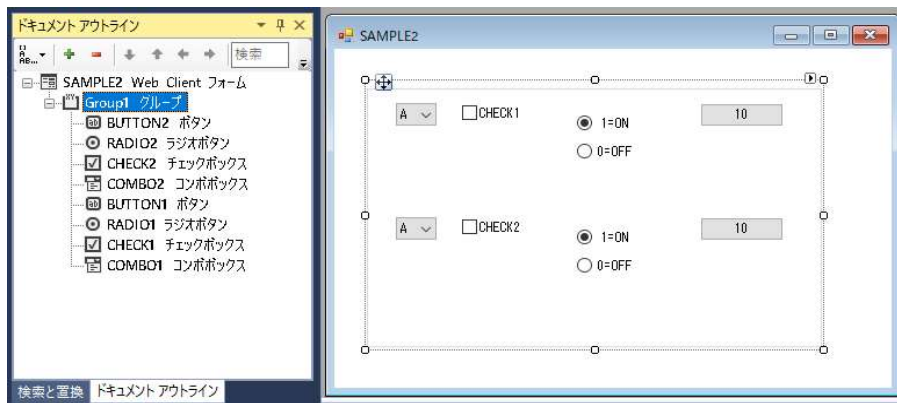 ドキュメント アウトライン
検索
SAMPLE2 Web Client フォーム
Group1 グループ
BUTTON2 ボタン
RADIO2 ラジオボタン
CHECK2 チェックボックス
COMBO2 コンボボックス
BUTTON1 ボタン
RADIO1 ラジオボタン
CHECK1 チェックボックス
COMBO1 コンボボックス
検索と置換 ドキュメント アウトライン
SAMPLE2
A CHECK1 1=ON 10
0=OFF
A CHECK2 1=ON 10
0=OFF